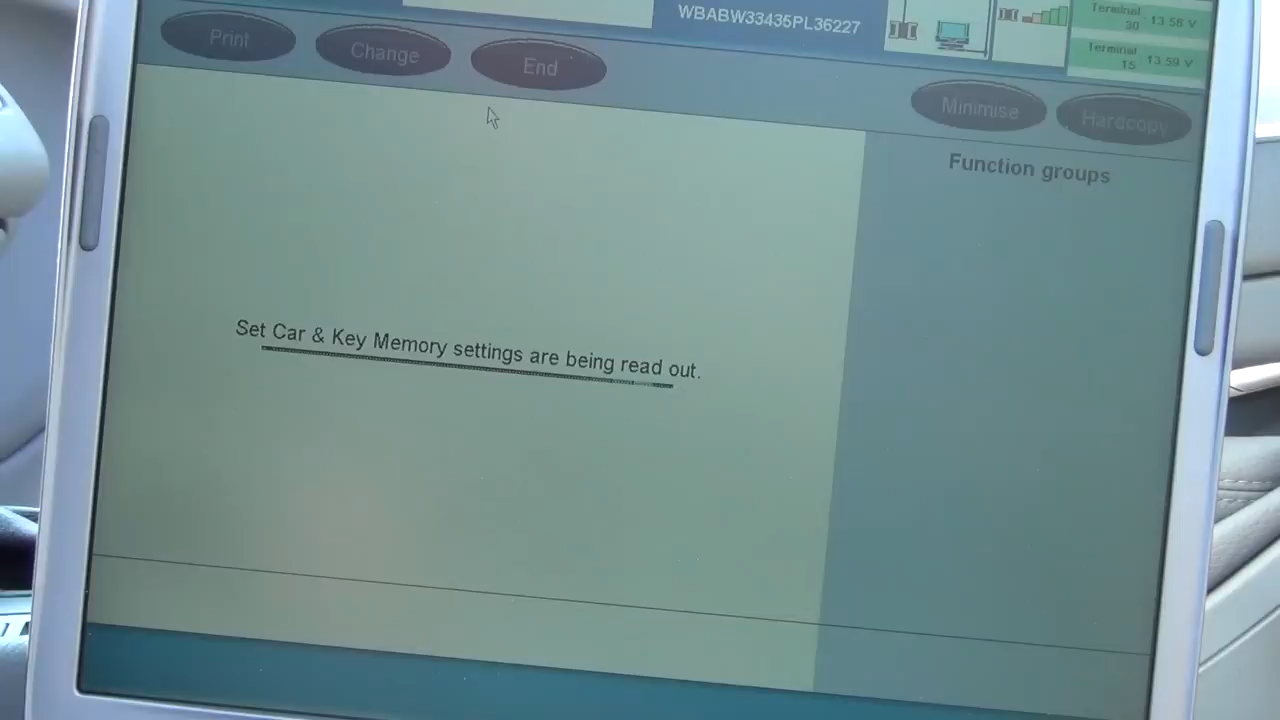 WBABW33435PL36227
Terminal 30 13 58 V
Terminal 15 13 59 V
Print
Change
End
Minimise
Hardcopy
Function groups
Set Car & Key Memory settings are being read out.